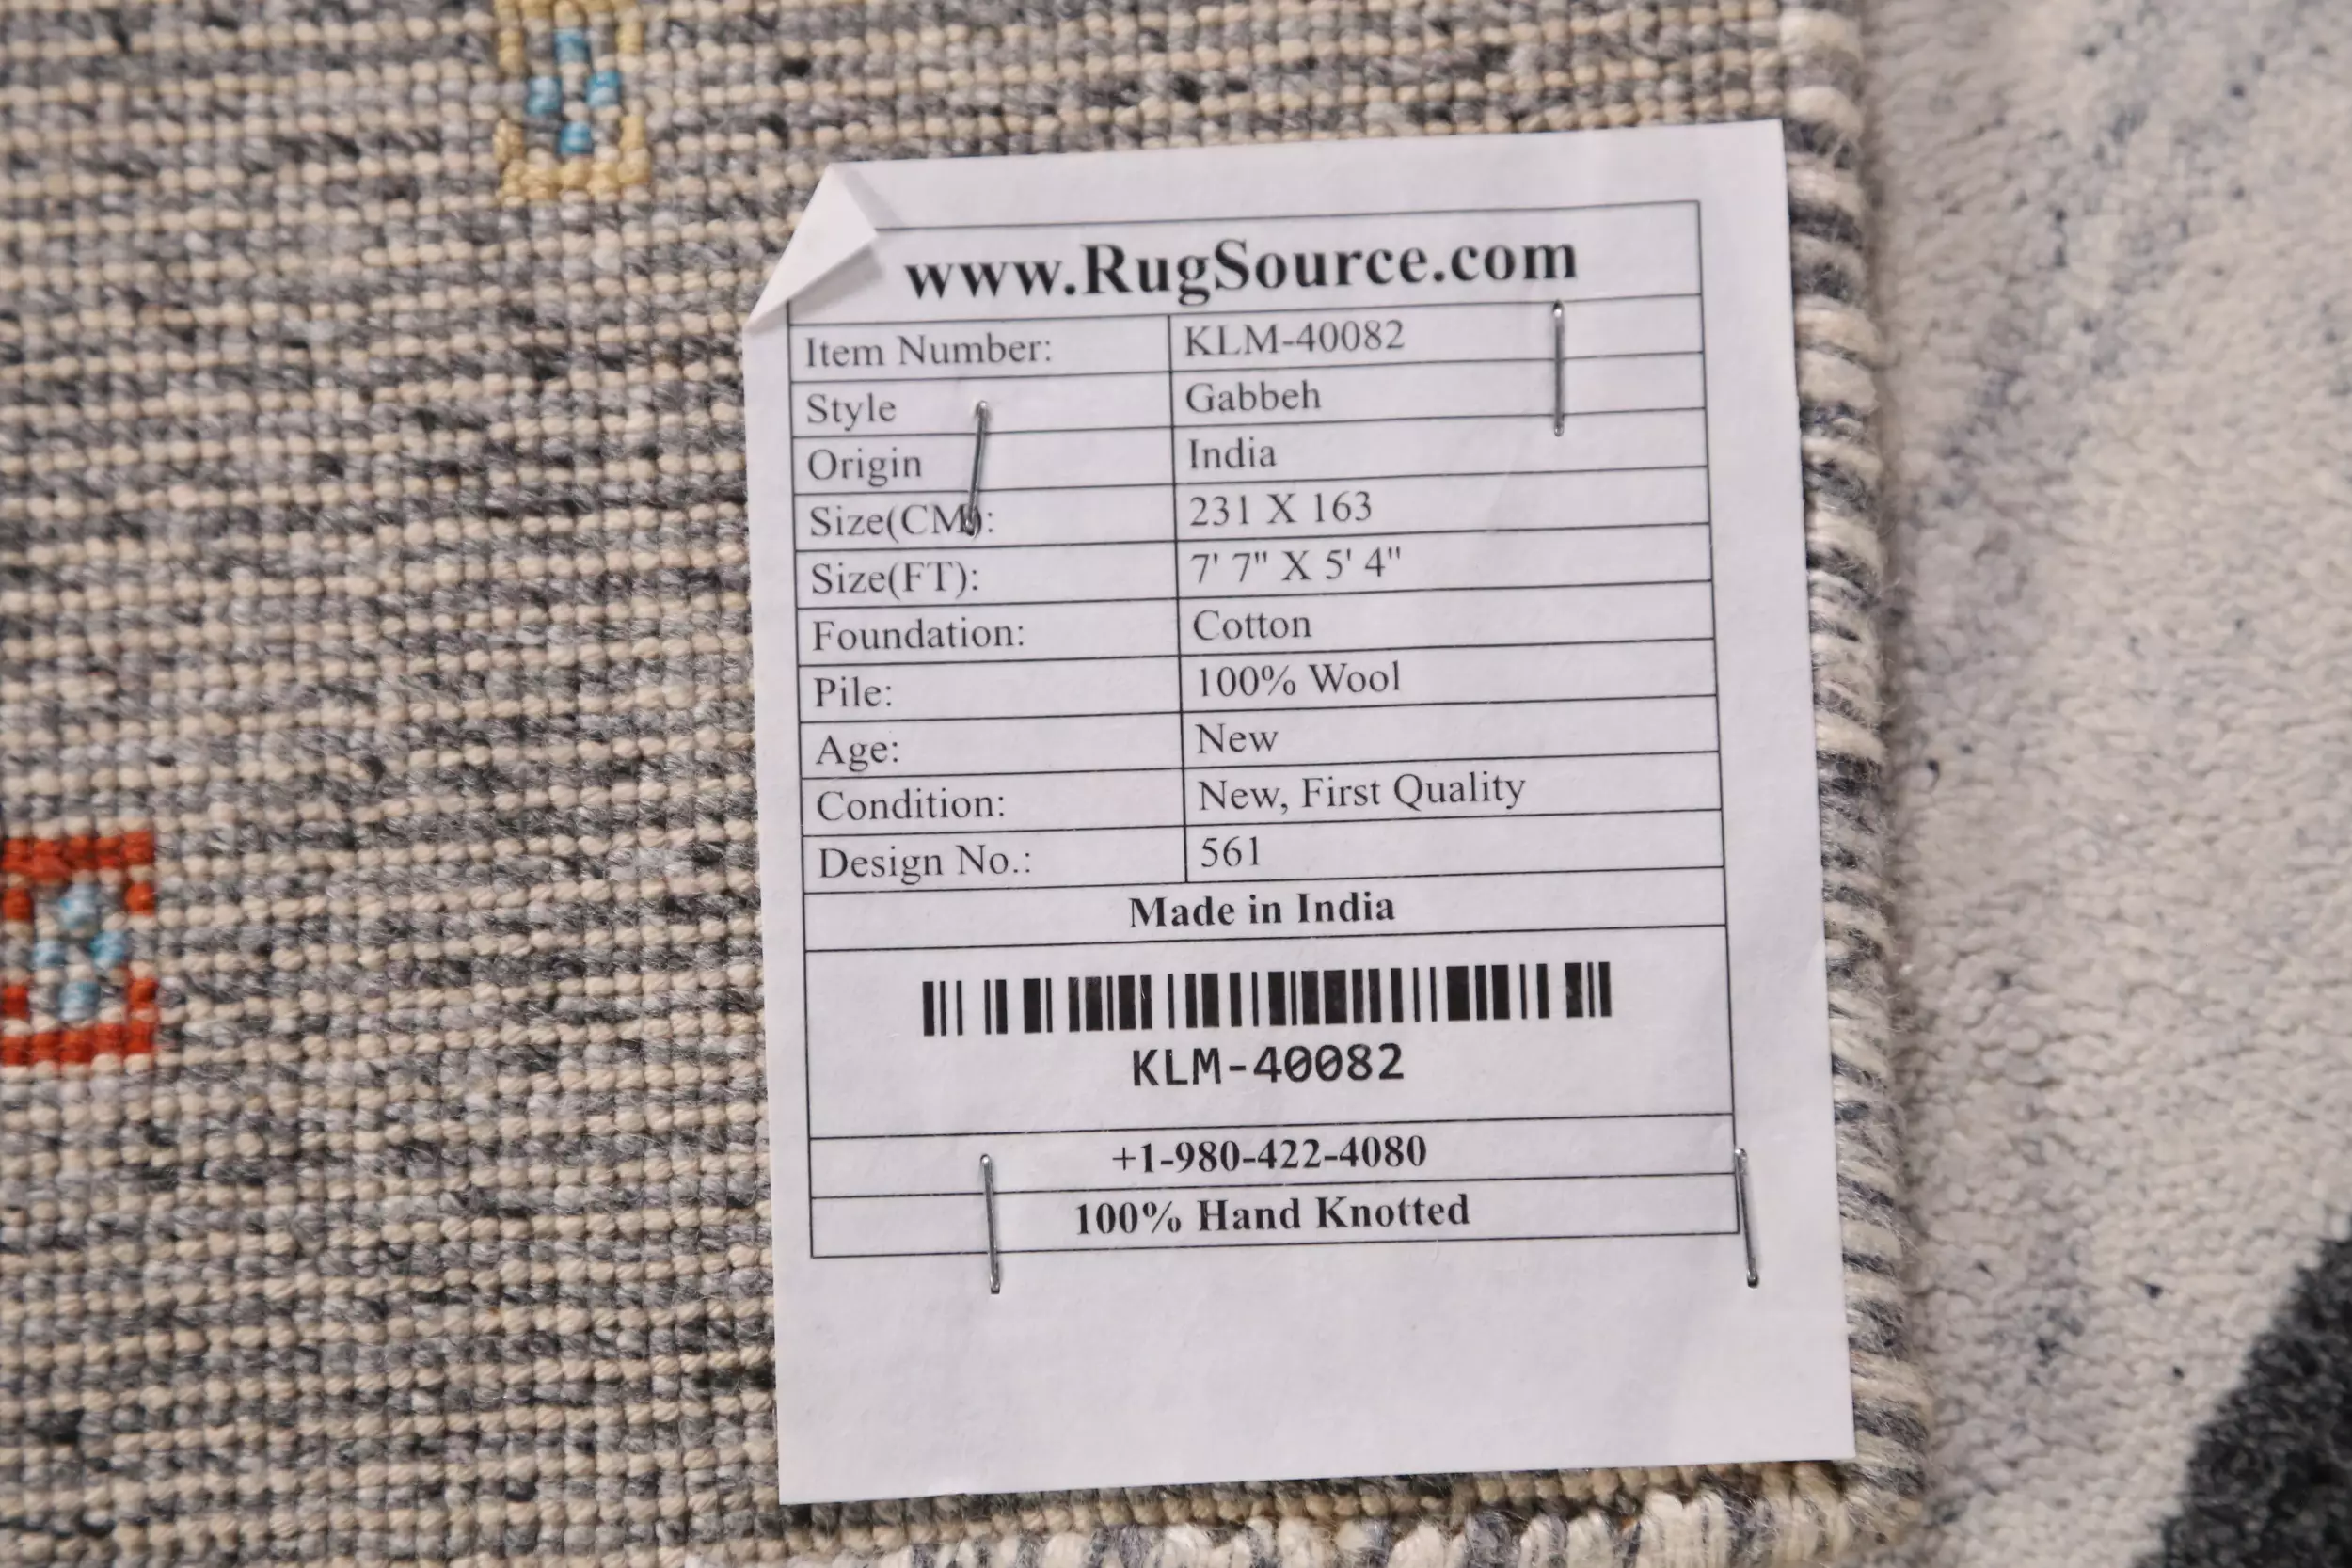 www.RugSource.com
Item Number: KLM-40082
Style Gabbeh
Origin India
Size(CM): 231 X 163
Size(FT): 7' 7" X 5' 4"
Foundation: Cotton
Pile: 100% Wool
Age: New
Condition: New, First Quality
Design No.: 561
Made in India
KLM-40082
+1-980-422-4080
100% Hand Knotted